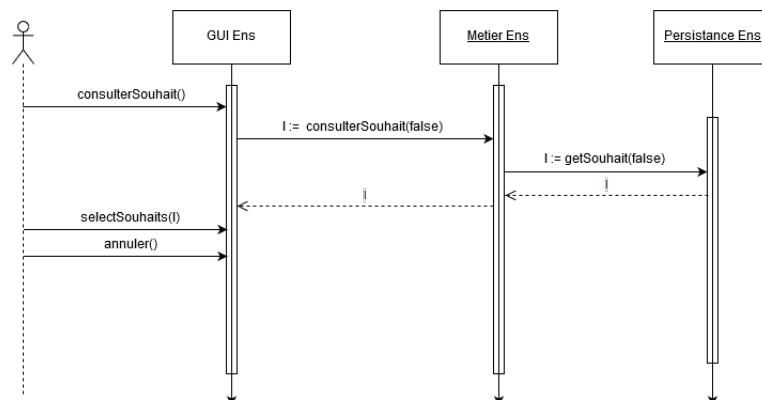 GUI Ens
Metier Ens
Persistance Ens
consulterSouhait()
l := consulterSouhait(false)
l := getSouhait(false)
l
l
selectSouhaits(l)
annuler()